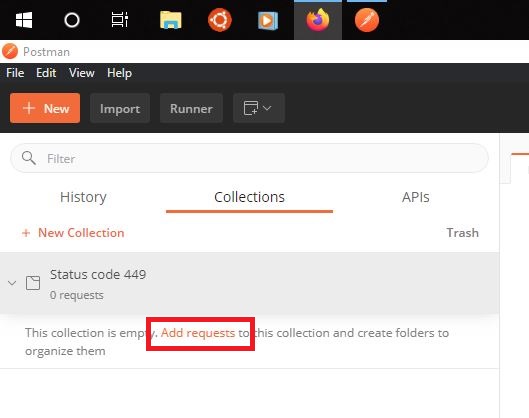 Postman
File Edit View Help
+ New Import Runner
Filter
History Collections APIs
+ New Collection Trash
Status code 449
0 requests
This collection is empty. Add requests to this collection and create folders to
organize them